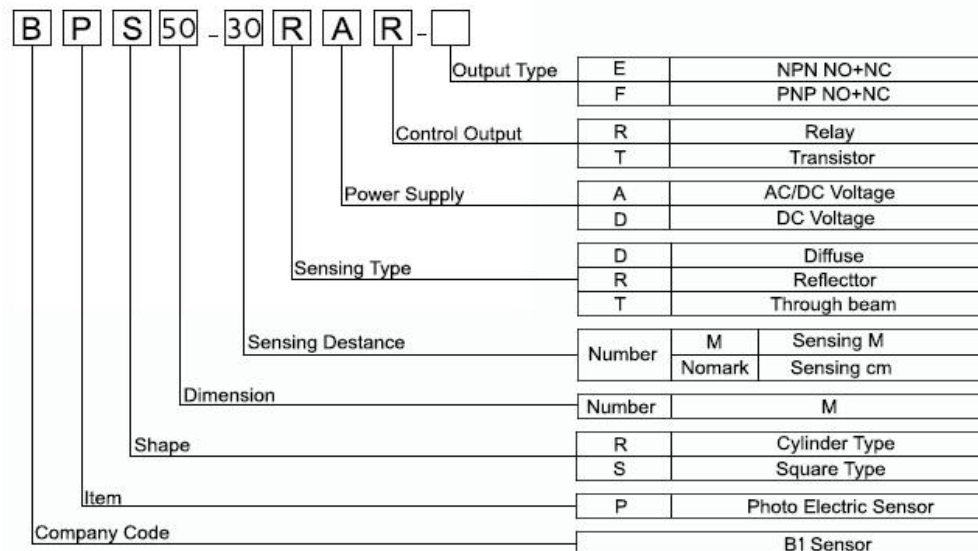 B P S 50 - 30 R A R -
Output Type E NPN NO+NC
F PNP NO+NC
Control Output R Relay
T Transistor
Power Supply A AC/DC Voltage
D DC Voltage
Sensing Type D Diffuse
R Reflecttor
T Through beam
Sensing Destance Number M Sensing M
Nomark Sensing cm
Dimension Number M
Shape R Cylinder Type
S Square Type
Item P Photo Electric Sensor
Company Code B1 Sensor